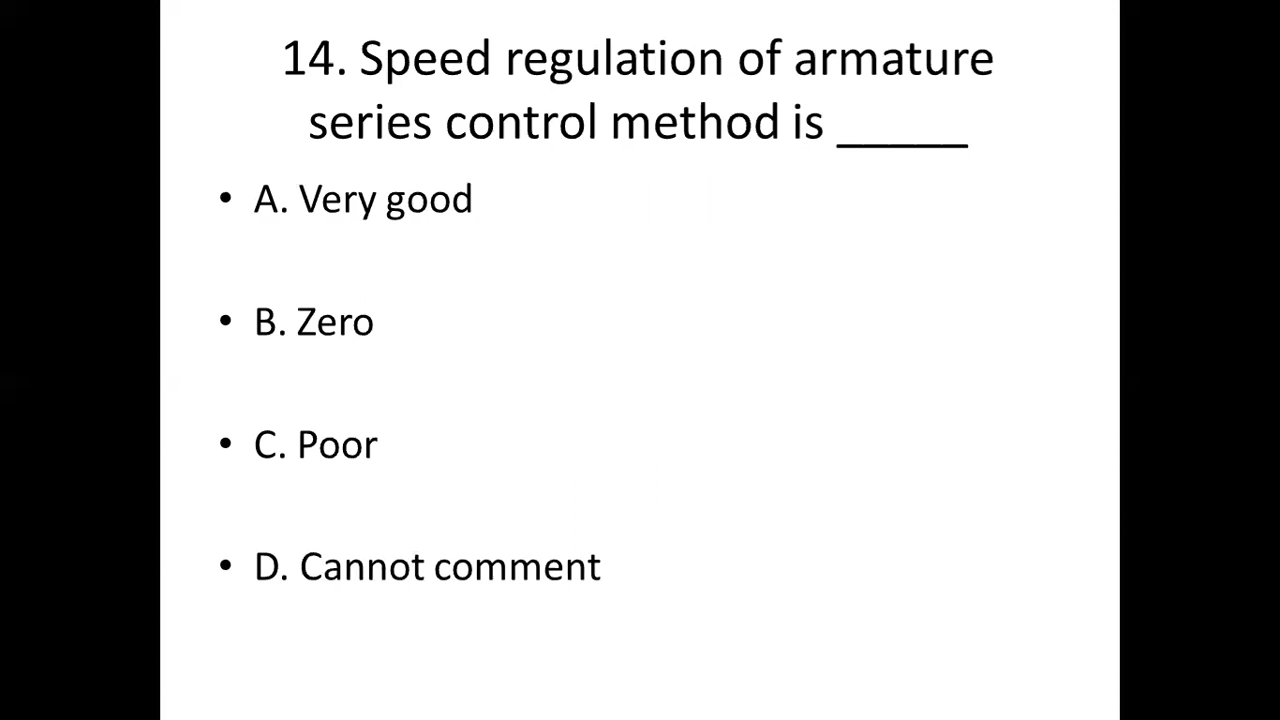 14. Speed regulation of armature
series control method is _____
• A. Very good
• B. Zero
• C. Poor
• D. Cannot comment